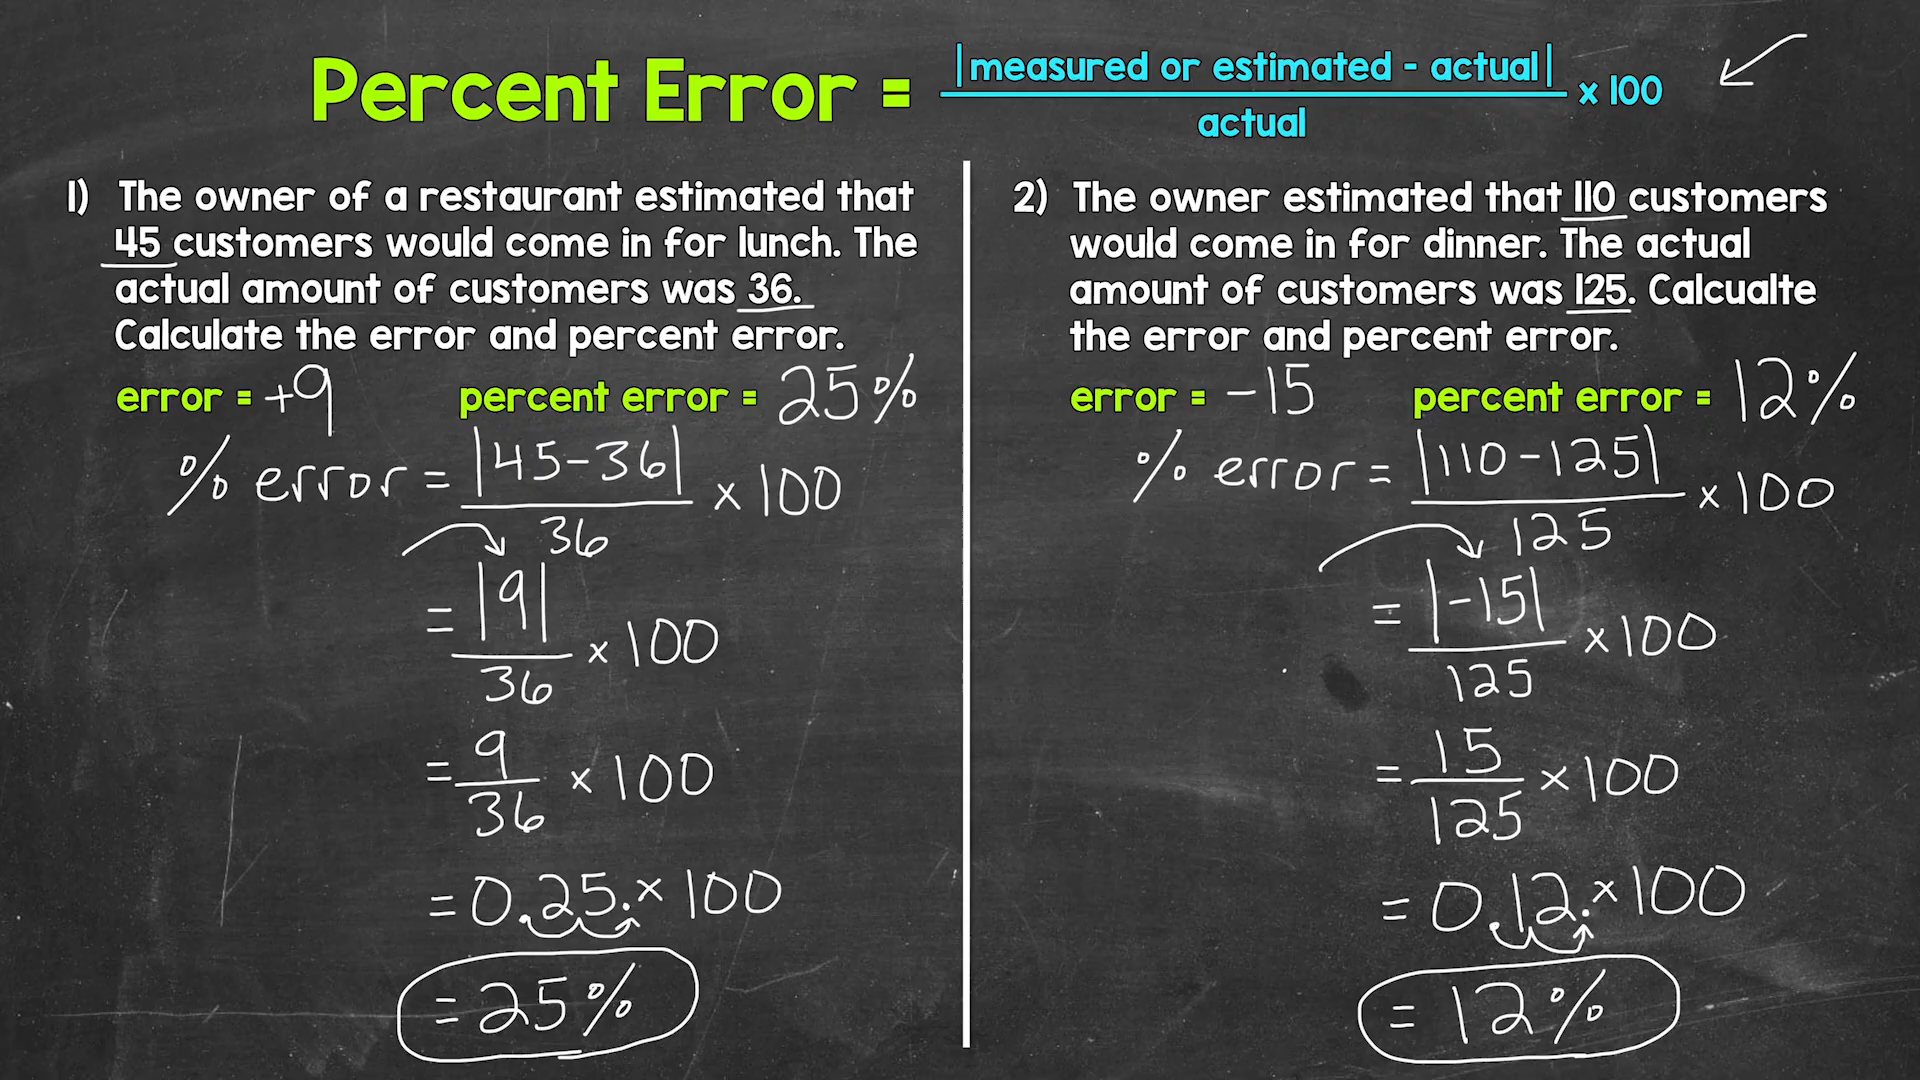 Percent Error = |measured or estimated - actual| / actual x 100
1) The owner of a restaurant estimated that
45 customers would come in for lunch. The
actual amount of customers was 36.
Calculate the error and percent error.
error = +9 percent error = 25%
% error = |45-36| / 36 x 100
= |9| / 36 x 100
= 9 / 36 x 100
= 0.25. x 100
= 25%
2) The owner estimated that 110 customers
would come in for dinner. The actual
amount of customers was 125. Calcualte
the error and percent error.
error = -15 percent error = 12%
% error = |110-125| / 125 x 100
= |-15| / 125 x 100
= 15 / 125 x 100
= 0.12. x 100
= 12%